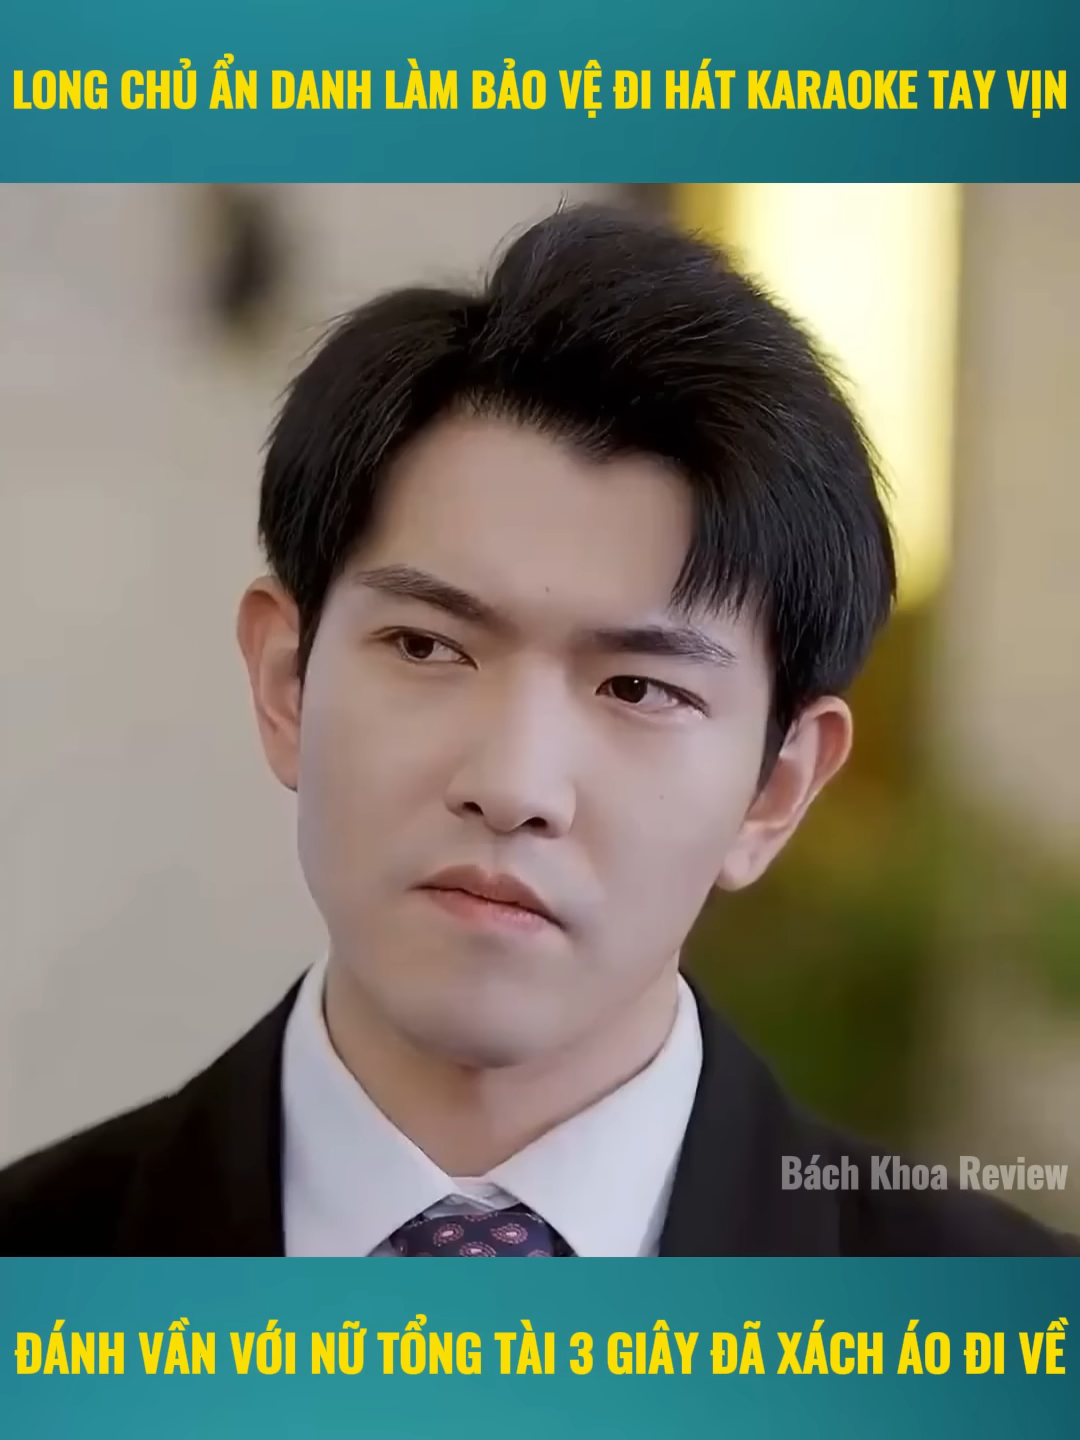 LONG CHỦ ẨN DANH LÀM BẢO VỆ ĐI HÁT KARAOKE TAY VỊN
Bách Khoa Review
ĐÁNH VẦN VỚI NỮ TỔNG TÀI 3 GIÂY ĐÃ XÁCH ÁO ĐI VỀ